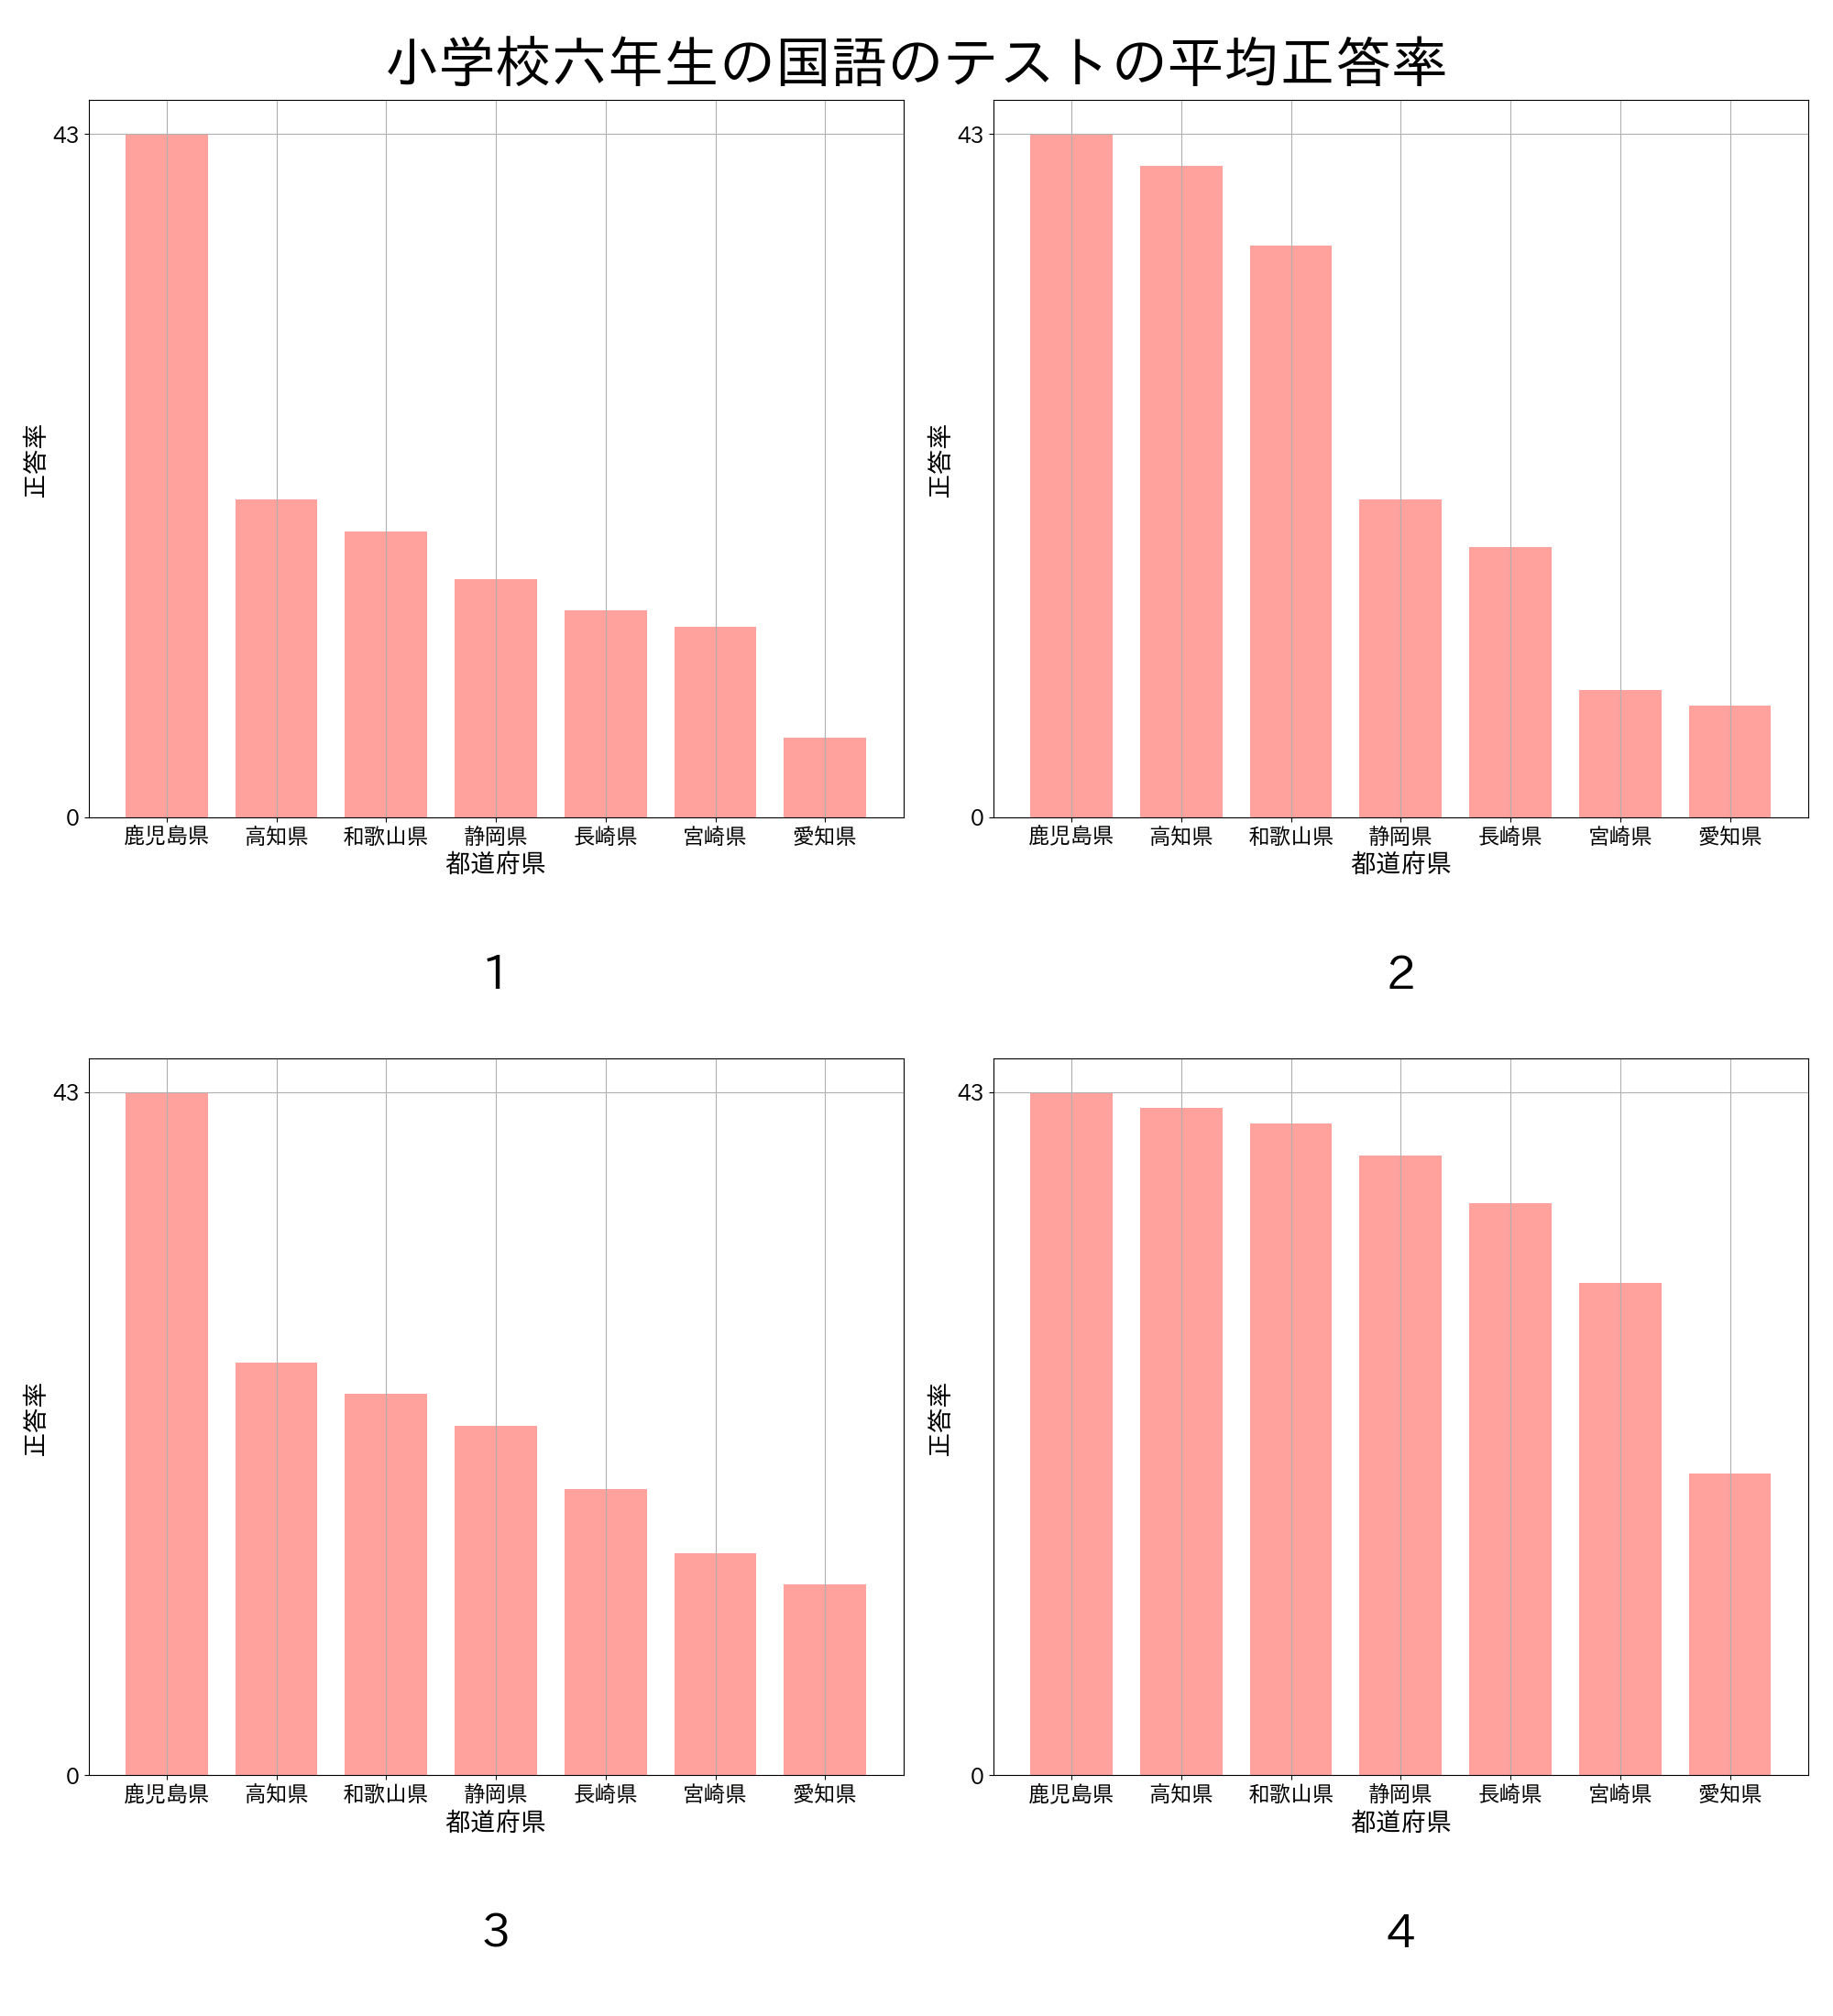 小学校六年生の国語のテストの平均正答率
43
0
正答率
鹿児島県 高知県 和歌山県 静岡県 長崎県 宮崎県 愛知県
都道府県
1
43
0
正答率
鹿児島県 高知県 和歌山県 静岡県 長崎県 宮崎県 愛知県
都道府県
2
43
0
正答率
鹿児島県 高知県 和歌山県 静岡県 長崎県 宮崎県 愛知県
都道府県
3
43
0
正答率
鹿児島県 高知県 和歌山県 静岡県 長崎県 宮崎県 愛知県
都道府県
4